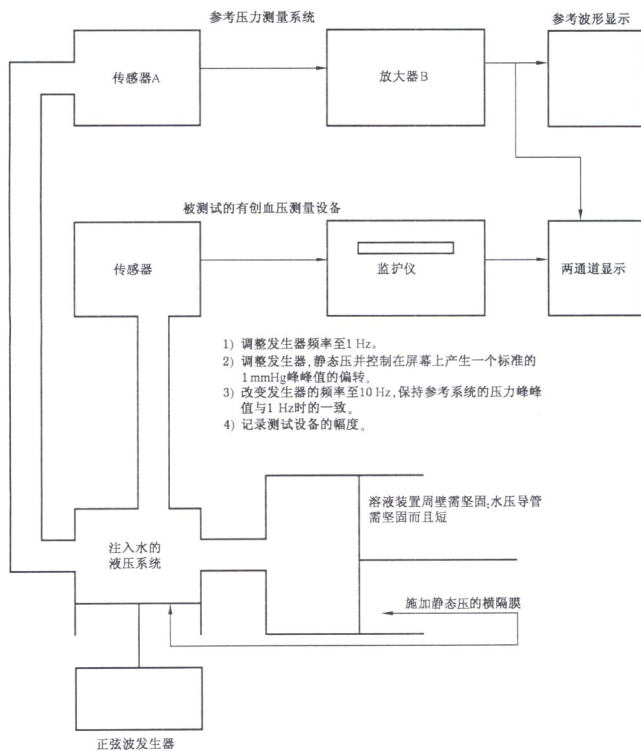 参考压力测量系统
参考波形显示
传感器A
放大器B
被测试的有创血压测量设备
传感器
监护仪
两通道显示
1) 调整发生器频率至1 Hz。
2) 调整发生器,静态压并控制在屏幕上产生一个标准的
1mmHg峰峰值的偏转。
3) 改变发生器的频率至10 Hz,保持参考系统的压力峰峰
值与1 Hz时的一致。
4) 记录测试设备的幅度。
溶液装置周壁需坚固;水压导管
需坚固而且短
注入水的
液压系统
施加静态压的横隔膜
正弦波发生器